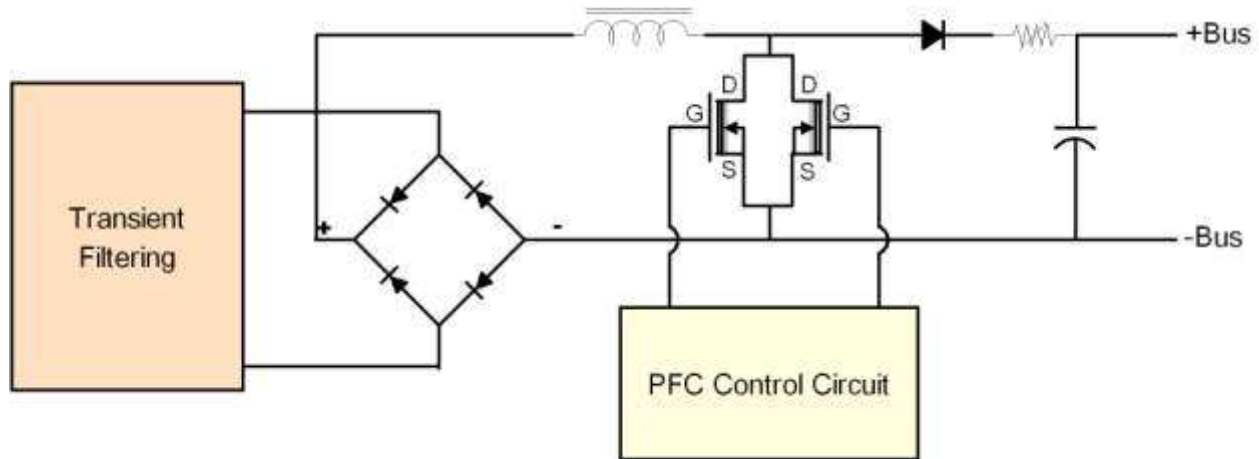 +Bus
D D
G G
S S
Transient
Filtering
+ -
-Bus
PFC Control Circuit